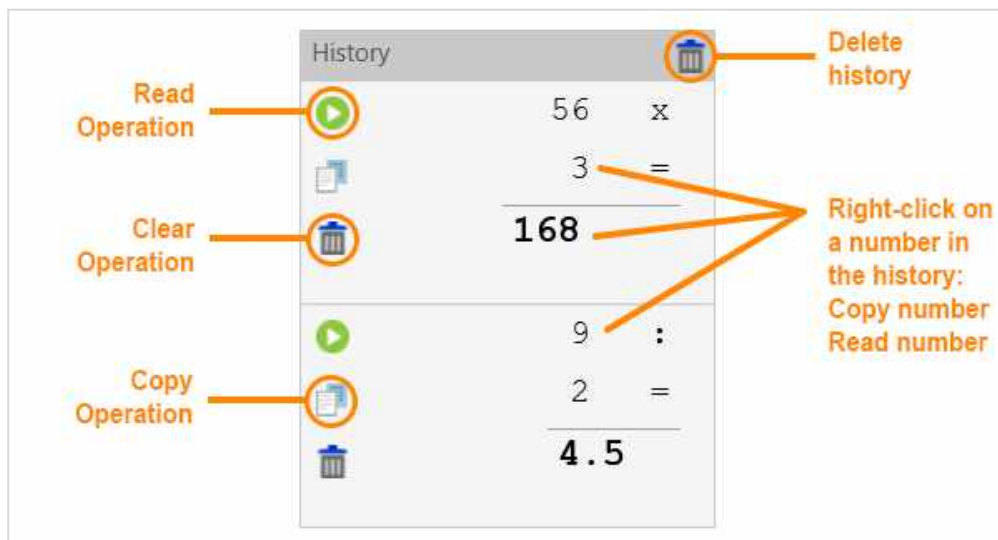 History
Delete
history
Read
Operation
56 x
3 =
168
Clear
Operation
Right-click on
a number in
the history:
Copy number
Read number
9 :
2 =
4.5
Copy
Operation